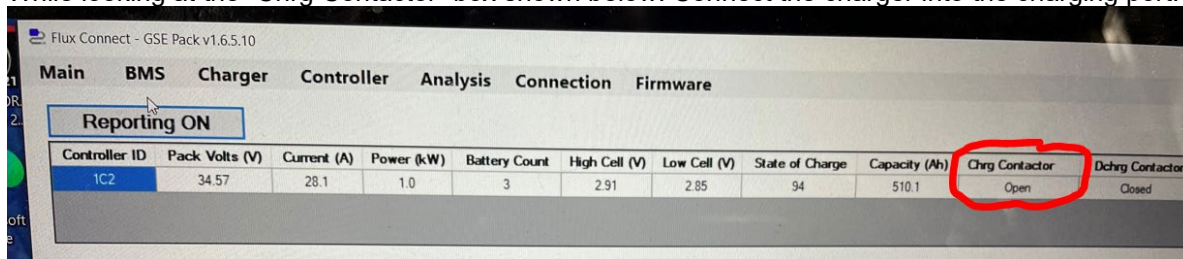 While looking at the "Chrg Contactor" box shown below. Connect the charger into the charging port.
Flux Connect - GSE Pack v1.6.5.10
Main BMS Charger Controller Analysis Connection Firmware
Reporting ON
Controller ID Pack Volts (V) Current (A) Power (kW) Battery Count High Cell (V) Low Cell (V) State of Charge Capacity (Ah) Chrg Contactor Dchrg Contactor
1C2 34.57 28.1 1.0 3 2.91 2.85 94 510.1 Open Closed